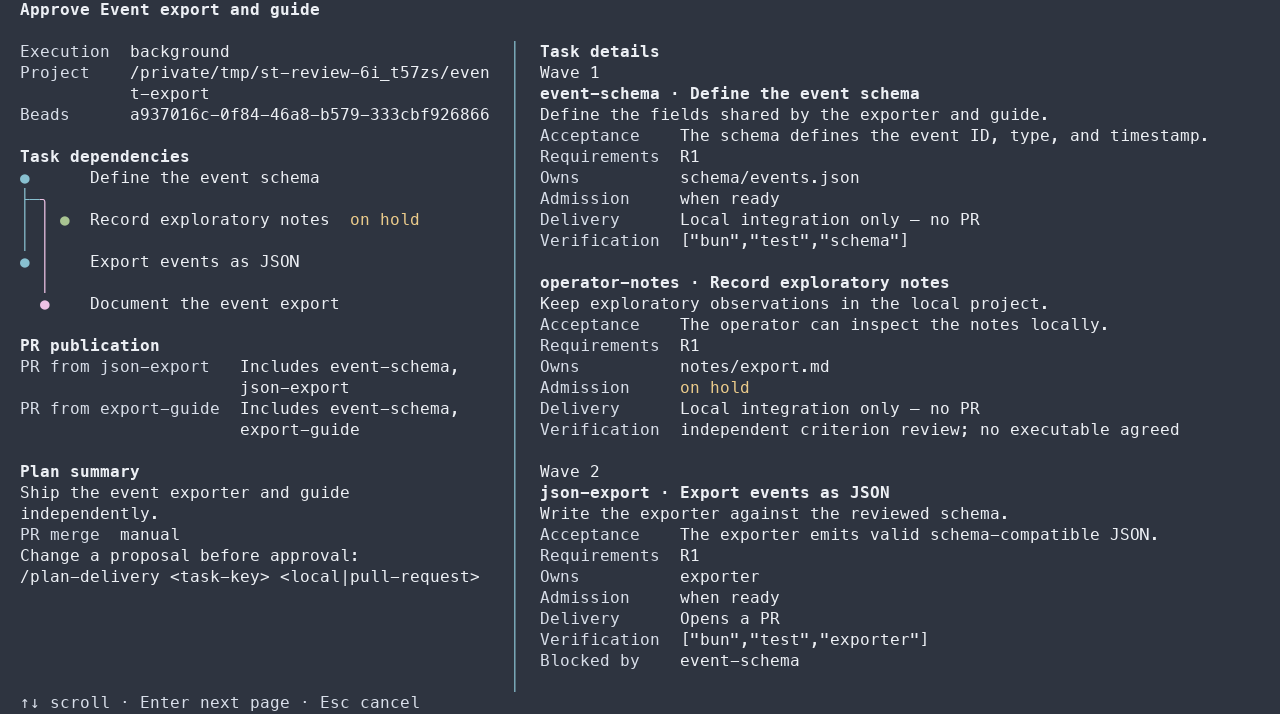 Approve Event export and guide
Execution  background
Project    /private/tmp/st-review-6i_t57zs/even
t-export
Beads      a937016c-0f84-46a8-b579-333cbf926866
Task dependencies
Define the event schema
Record exploratory notes  on hold
Export events as JSON
Document the event export
PR publication
PR from json-export   Includes event-schema,
json-export
PR from export-guide  Includes event-schema,
export-guide
Plan summary
Ship the event exporter and guide
independently.
PR merge  manual
Change a proposal before approval:
/plan-delivery <task-key> <local|pull-request>
Task details
Wave 1
event-schema · Define the event schema
Define the fields shared by the exporter and guide.
Acceptance    The schema defines the event ID, type, and timestamp.
Requirements  R1
Owns          schema/events.json
Admission     when ready
Delivery      Local integration only — no PR
Verification  ["bun","test","schema"]
operator-notes · Record exploratory notes
Keep exploratory observations in the local project.
Acceptance    The operator can inspect the notes locally.
Requirements  R1
Owns          notes/export.md
Admission     on hold
Delivery      Local integration only — no PR
Verification  independent criterion review; no executable agreed
Wave 2
json-export · Export events as JSON
Write the exporter against the reviewed schema.
Acceptance    The exporter emits valid schema-compatible JSON.
Requirements  R1
Owns          exporter
Admission     when ready
Delivery      Opens a PR
Verification  ["bun","test","exporter"]
Blocked by    event-schema
↑↓ scroll · Enter next page · Esc cancel